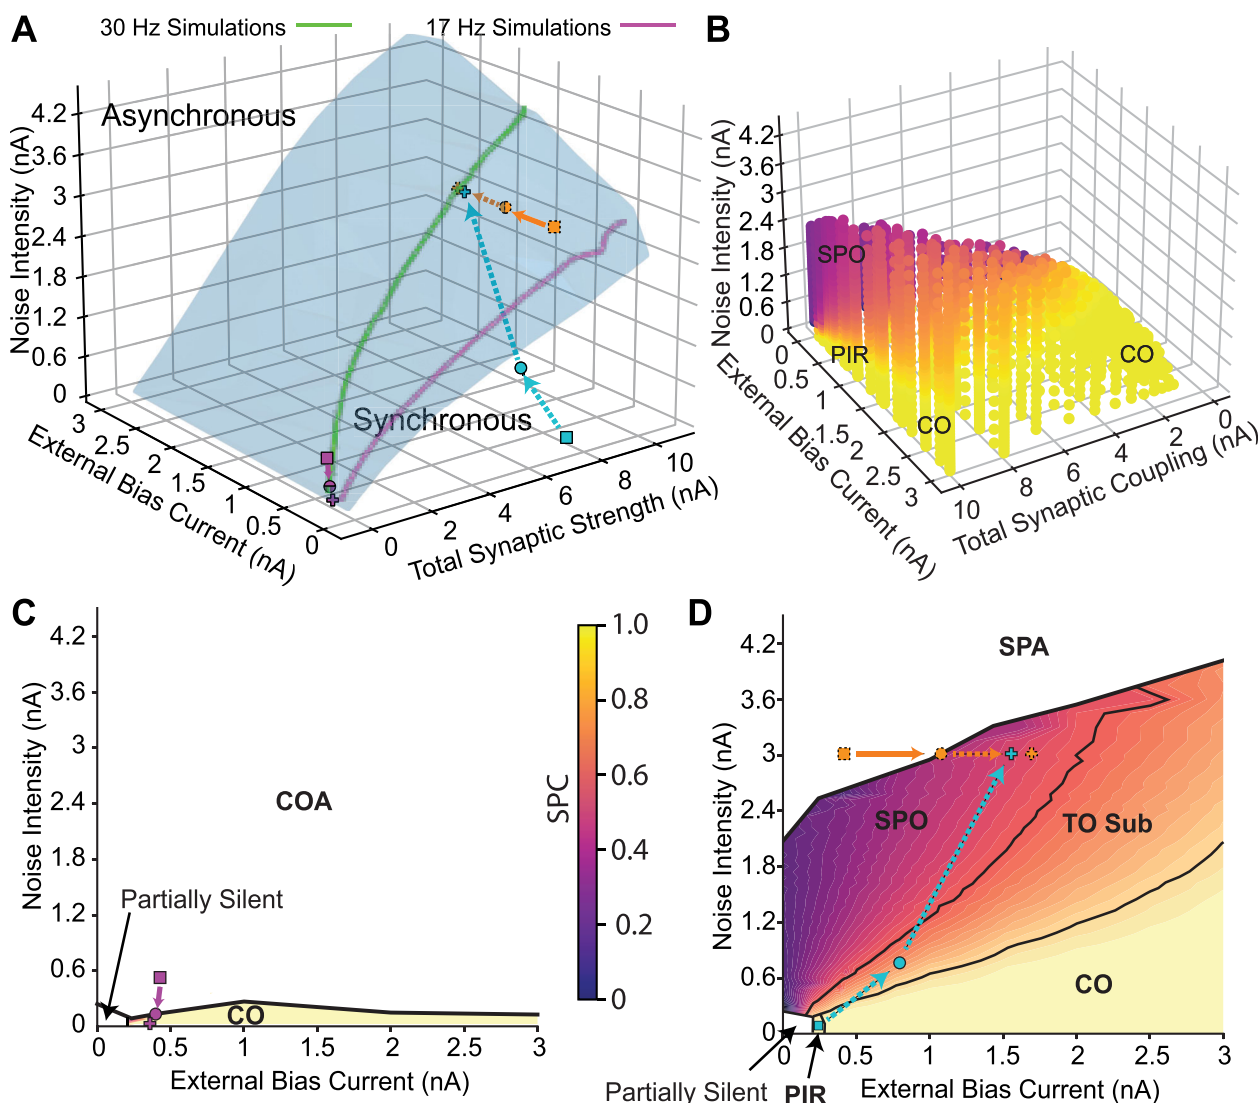 A
30 Hz Simulations
17 Hz Simulations
Asynchronous
Synchronous
Noise Intensity (nA)
4.2
3.6
3
2.4
1.8
1.2
0.6
0
3
2.5
2
1.5
1
0.5
0
External Bias Current (nA)
0
2
4
6
8
10
Total Synaptic Strength (nA)
B
Noise Intensity (nA)
4.2
3.6
3
2.4
1.8
1.2
0.6
0
SPO
PIR
CO
CO
0
0.5
1
1.5
2
2.5
3
External Bias Current (nA)
10
8
6
4
2
0
Total Synaptic Coupling (nA)
C
Noise Intensity (nA)
4.2
3.6
3
2.4
1.8
1.2
0.6
0
COA
Partially Silent
CO
0
0.5
1
1.5
2
2.5
3
External Bias Current (nA)
SPC
1.0
0.8
0.6
0.4
0.2
0
D
Noise Intensity (nA)
4.2
3.6
3
2.4
1.8
1.2
0.6
0
SPA
SPO
TO Sub
CO
0
0.5
1
1.5
2
2.5
3
External Bias Current (nA)
Partially Silent
PIR